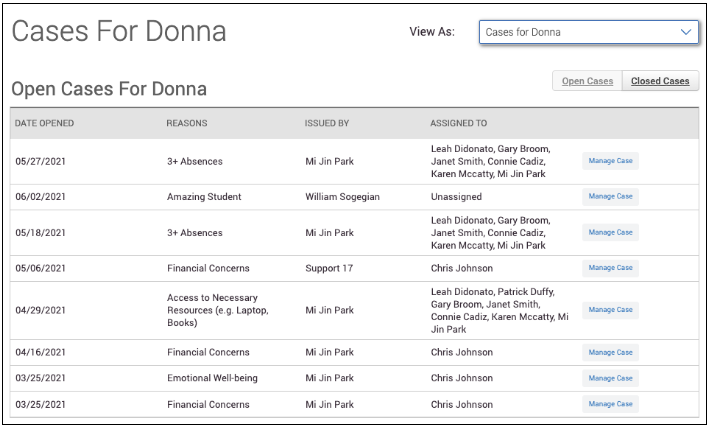 Cases For Donna
View As:
Cases for Donna
Open Cases For Donna
Open Cases
Closed Cases
DATE OPENED REASONS ISSUED BY ASSIGNED TO
05/27/2021 3+ Absences Mi Jin Park Leah Didonato, Gary Broom,
Janet Smith, Connie Cadiz,
Karen Mccatty, Mi Jin Park
Manage Case
06/02/2021 Amazing Student William Sogegian Unassigned Manage Case
05/18/2021 3+ Absences Mi Jin Park Leah Didonato, Gary Broom,
Janet Smith, Connie Cadiz,
Karen Mccatty, Mi Jin Park
Manage Case
05/06/2021 Financial Concerns Support 17 Chris Johnson Manage Case
04/29/2021 Access to Necessary
Resources (e.g. Laptop,
Books)
Mi Jin Park Leah Didonato, Patrick Duffy,
Gary Broom, Janet Smith,
Connie Cadiz, Karen Mccatty, Mi
Jin Park
Manage Case
04/16/2021 Financial Concerns Mi Jin Park Chris Johnson Manage Case
03/25/2021 Emotional Well-being Mi Jin Park Chris Johnson Manage Case
03/25/2021 Financial Concerns Mi Jin Park Chris Johnson Manage Case